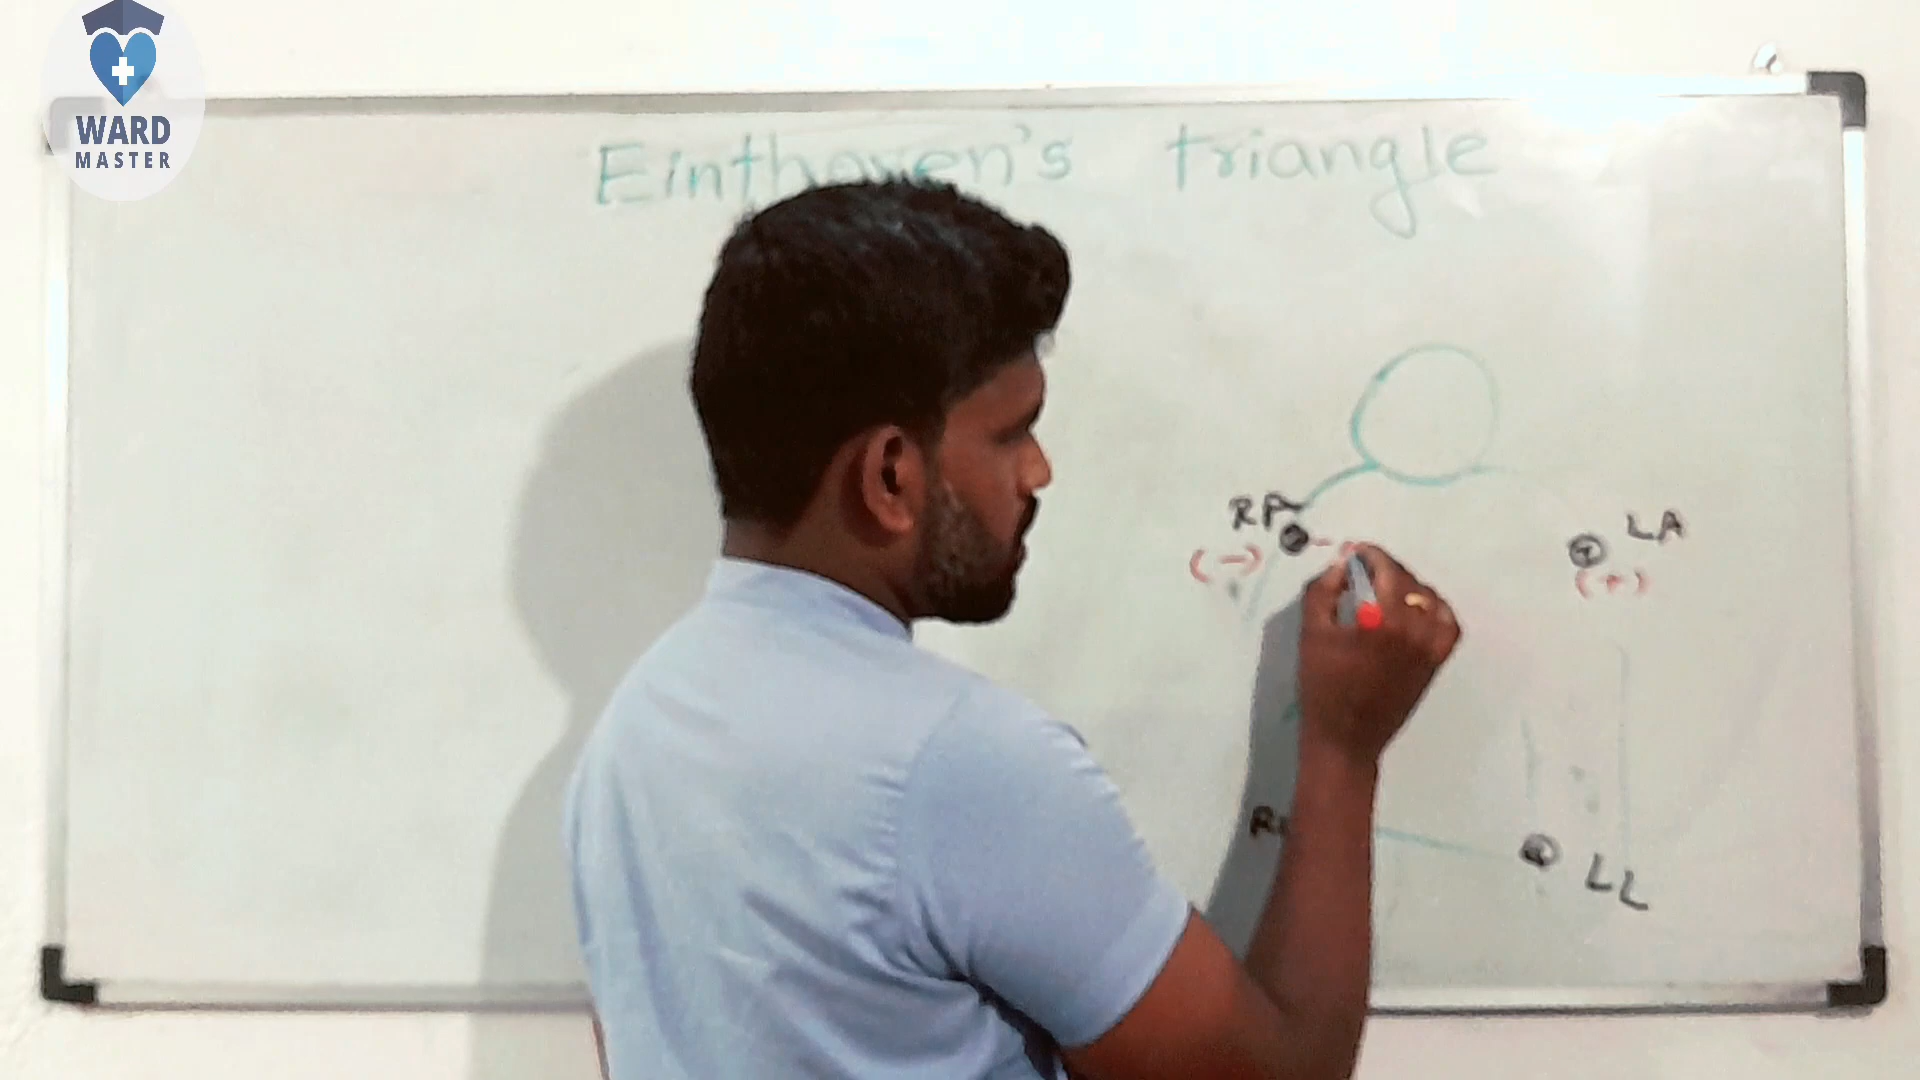 WARD
MASTER
Einthoven's triangle
RA
LA
(-)
(+)
LL